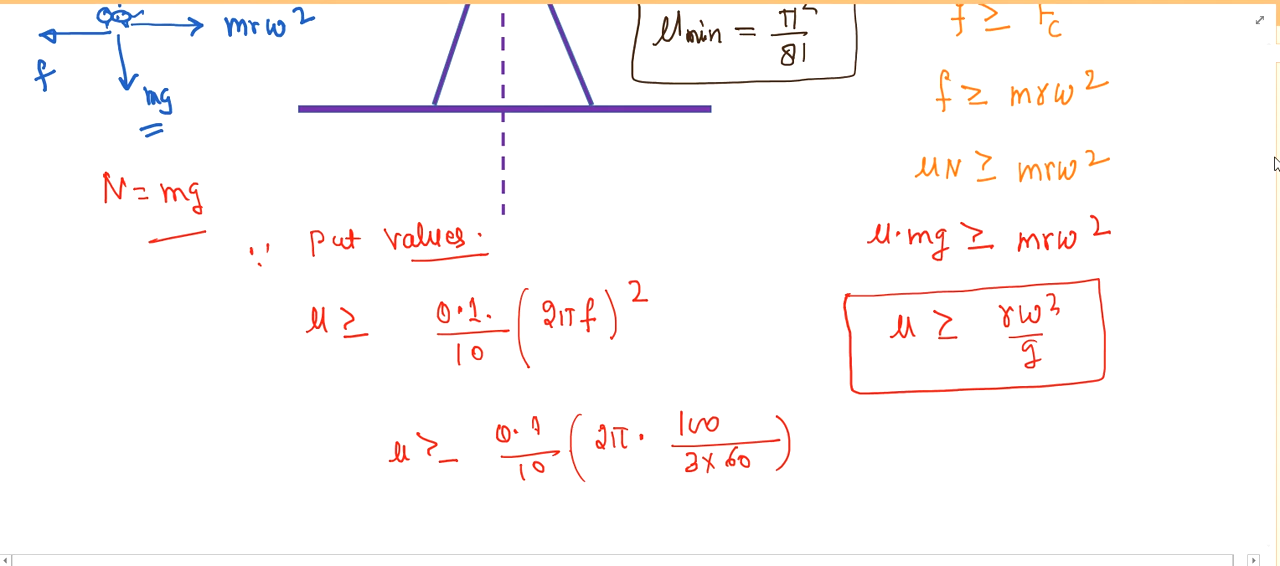 mrω²
f
mg
N = mg
μmin = π² / 81
f ≥ Fc
f ≥ mrω²
μN ≥ mrω²
μ·mg ≥ mrω²
μ ≥ rω³ / g
∵ Put values.
μ ≥ 0.1. / 10 (2πf)²
μ ≥ 0.1 / 10 (2π · 100 / 3×60)